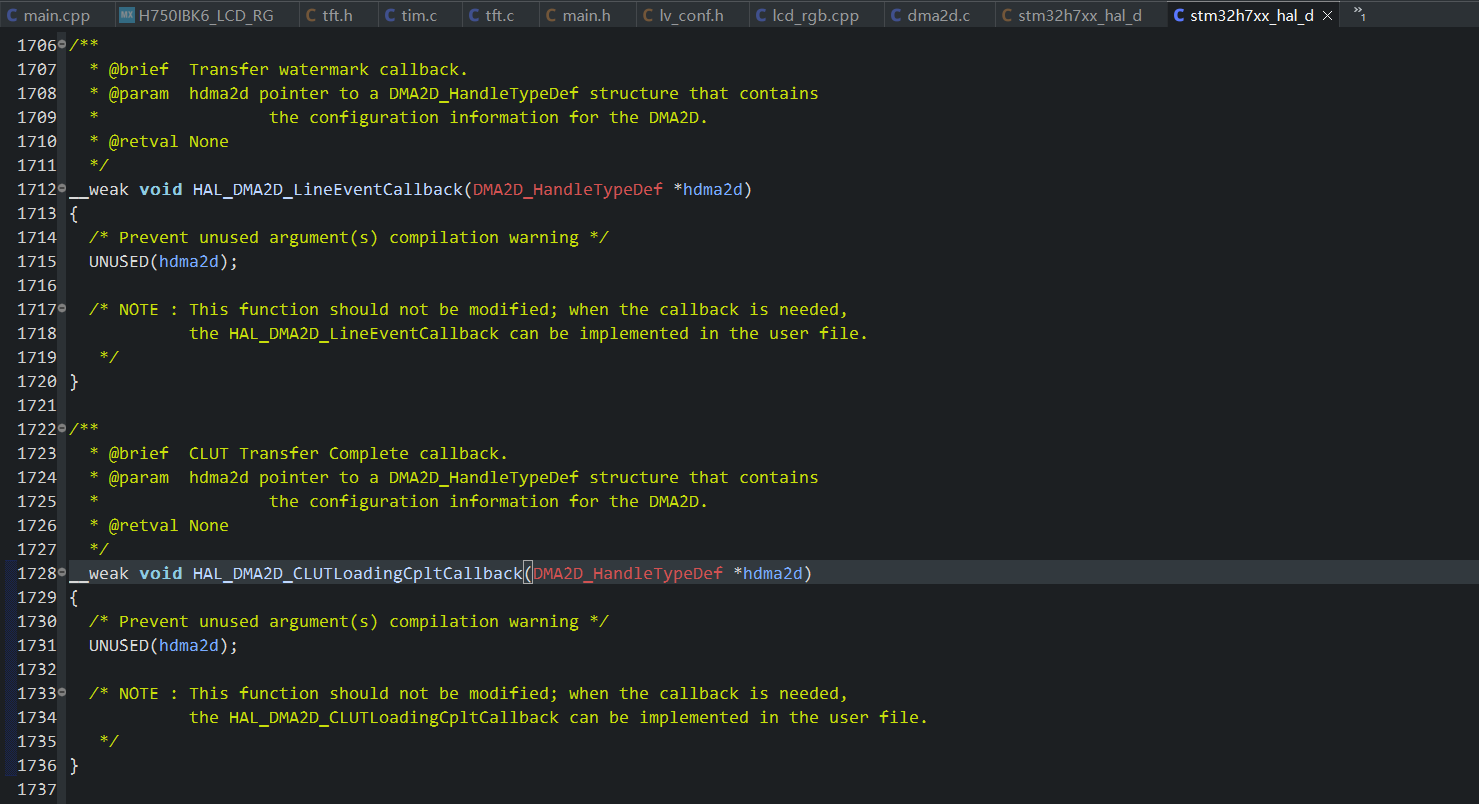 main.cpp H750IBK6_LCD_RG tft.h tim.c tft.c main.h lv_conf.h lcd_rgb.cpp dma2d.c stm32h7xx_hal_d stm32h7xx_hal_d »1
1706 /**
1707   * @brief  Transfer watermark callback.
1708   * @param  hdma2d pointer to a DMA2D_HandleTypeDef structure that contains
1709   *                 the configuration information for the DMA2D.
1710   * @retval None
1711   */
1712 __weak void HAL_DMA2D_LineEventCallback(DMA2D_HandleTypeDef *hdma2d)
1713 {
1714   /* Prevent unused argument(s) compilation warning */
1715   UNUSED(hdma2d);
1716
1717   /* NOTE : This function should not be modified; when the callback is needed,
1718             the HAL_DMA2D_LineEventCallback can be implemented in the user file.
1719    */
1720 }
1721
1722 /**
1723   * @brief  CLUT Transfer Complete callback.
1724   * @param  hdma2d pointer to a DMA2D_HandleTypeDef structure that contains
1725   *                 the configuration information for the DMA2D.
1726   * @retval None
1727   */
1728 __weak void HAL_DMA2D_CLUTLoadingCpltCallback(DMA2D_HandleTypeDef *hdma2d)
1729 {
1730   /* Prevent unused argument(s) compilation warning */
1731   UNUSED(hdma2d);
1732
1733   /* NOTE : This function should not be modified; when the callback is needed,
1734             the HAL_DMA2D_CLUTLoadingCpltCallback can be implemented in the user file.
1735    */
1736 }
1737